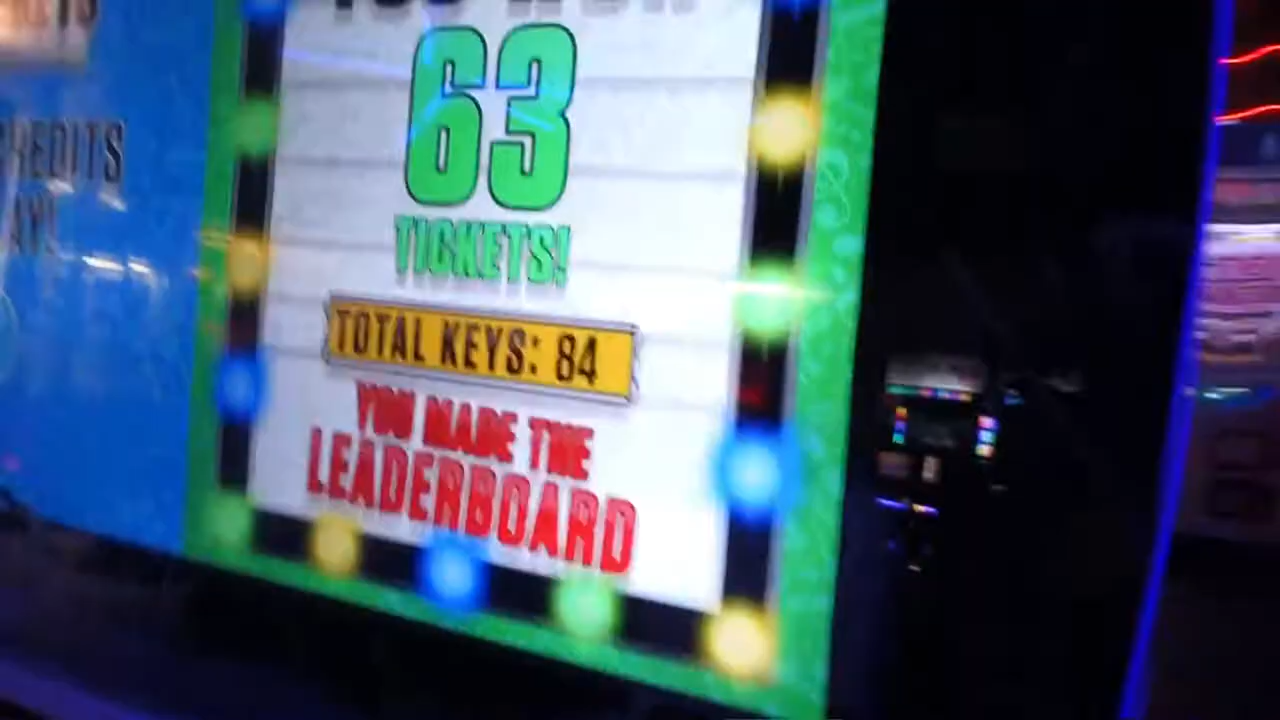 63
TICKETS!
TOTAL KEYS: 84
YOU MADE THE
LEADERBOARD